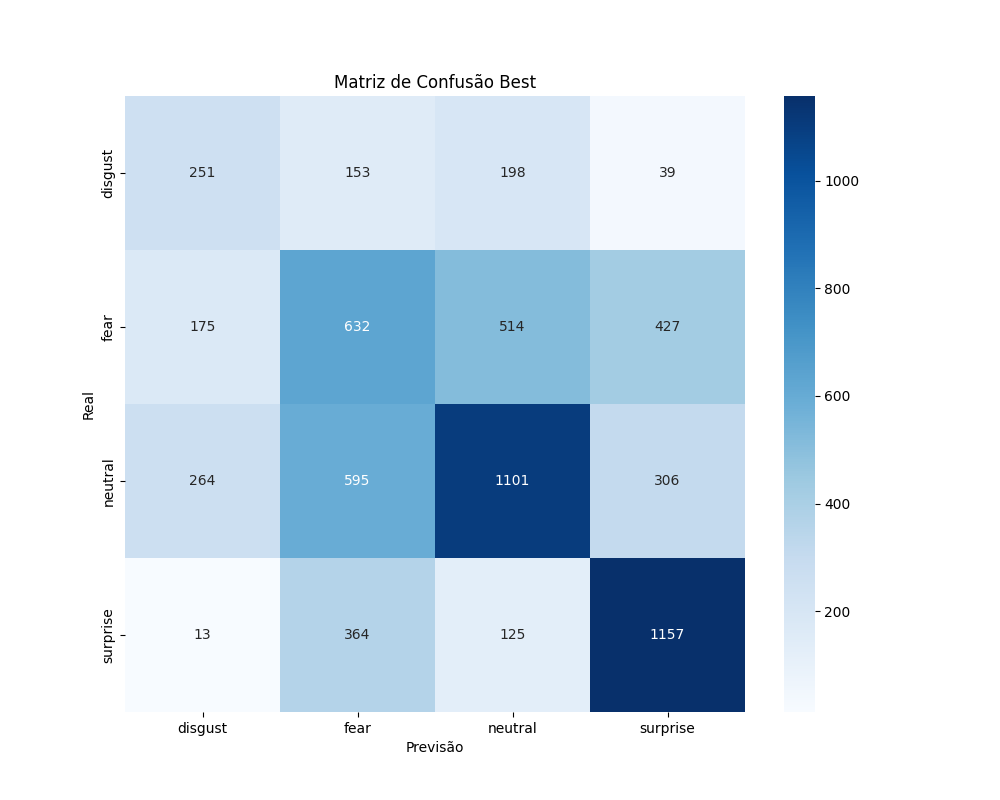 Matriz de Confusão Best
disgust 251 153 198 39
fear 175 632 514 427
neutral 264 595 1101 306
surprise 13 364 125 1157
disgust fear neutral surprise
Previsão
Real
1000
800
600
400
200